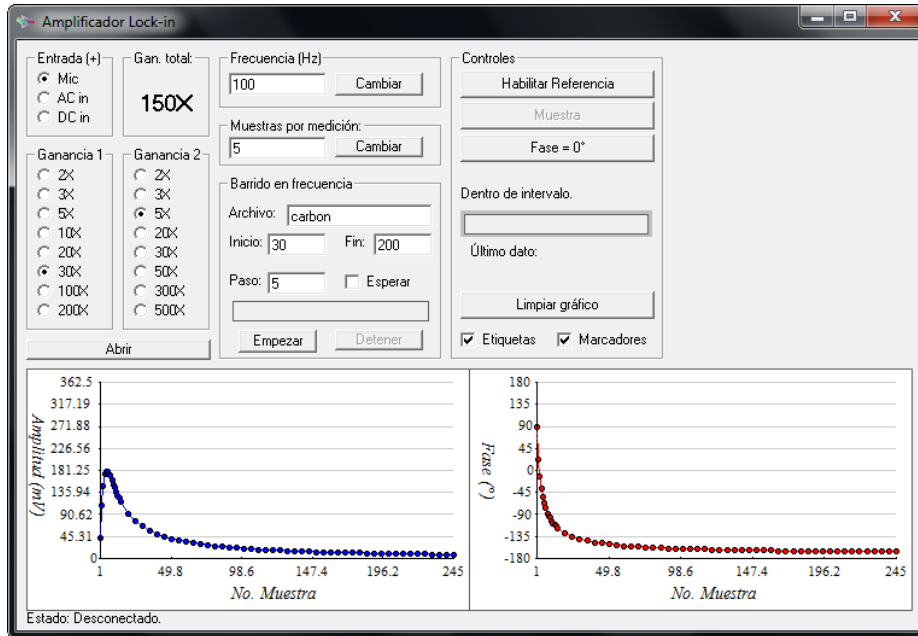 Amplificador Lock-in
Entrada (+)
Mic
AC in
DC in
Gan. total:
150X
Ganancia 1
2X
3X
5X
10X
20X
30X
100X
200X
Ganancia 2
2X
3X
5X
20X
30X
50X
300X
500X
Abrir
Frecuencia (Hz)
100
Cambiar
Muestras por medición:
5
Cambiar
Barrido en frecuencia
Archivo: carbon
Inicio: 30 Fin: 200
Paso: 5 Esperar
Empezar Detener
Controles
Habilitar Referencia
Muestra
Fase = 0°
Dentro de intervalo.
Último dato:
Limpiar gráfico
Etiquetas Marcadores
Amplitud (mV)
362.5
317.19
271.88
226.56
181.25
135.94
90.62
45.31
0
1 49.8 98.6 147.4 196.2 245
No. Muestra
Fase (°)
180
135
90
45
0
-45
-90
-135
-180
1 49.8 98.6 147.4 196.2 245
No. Muestra
Estado: Desconectado.